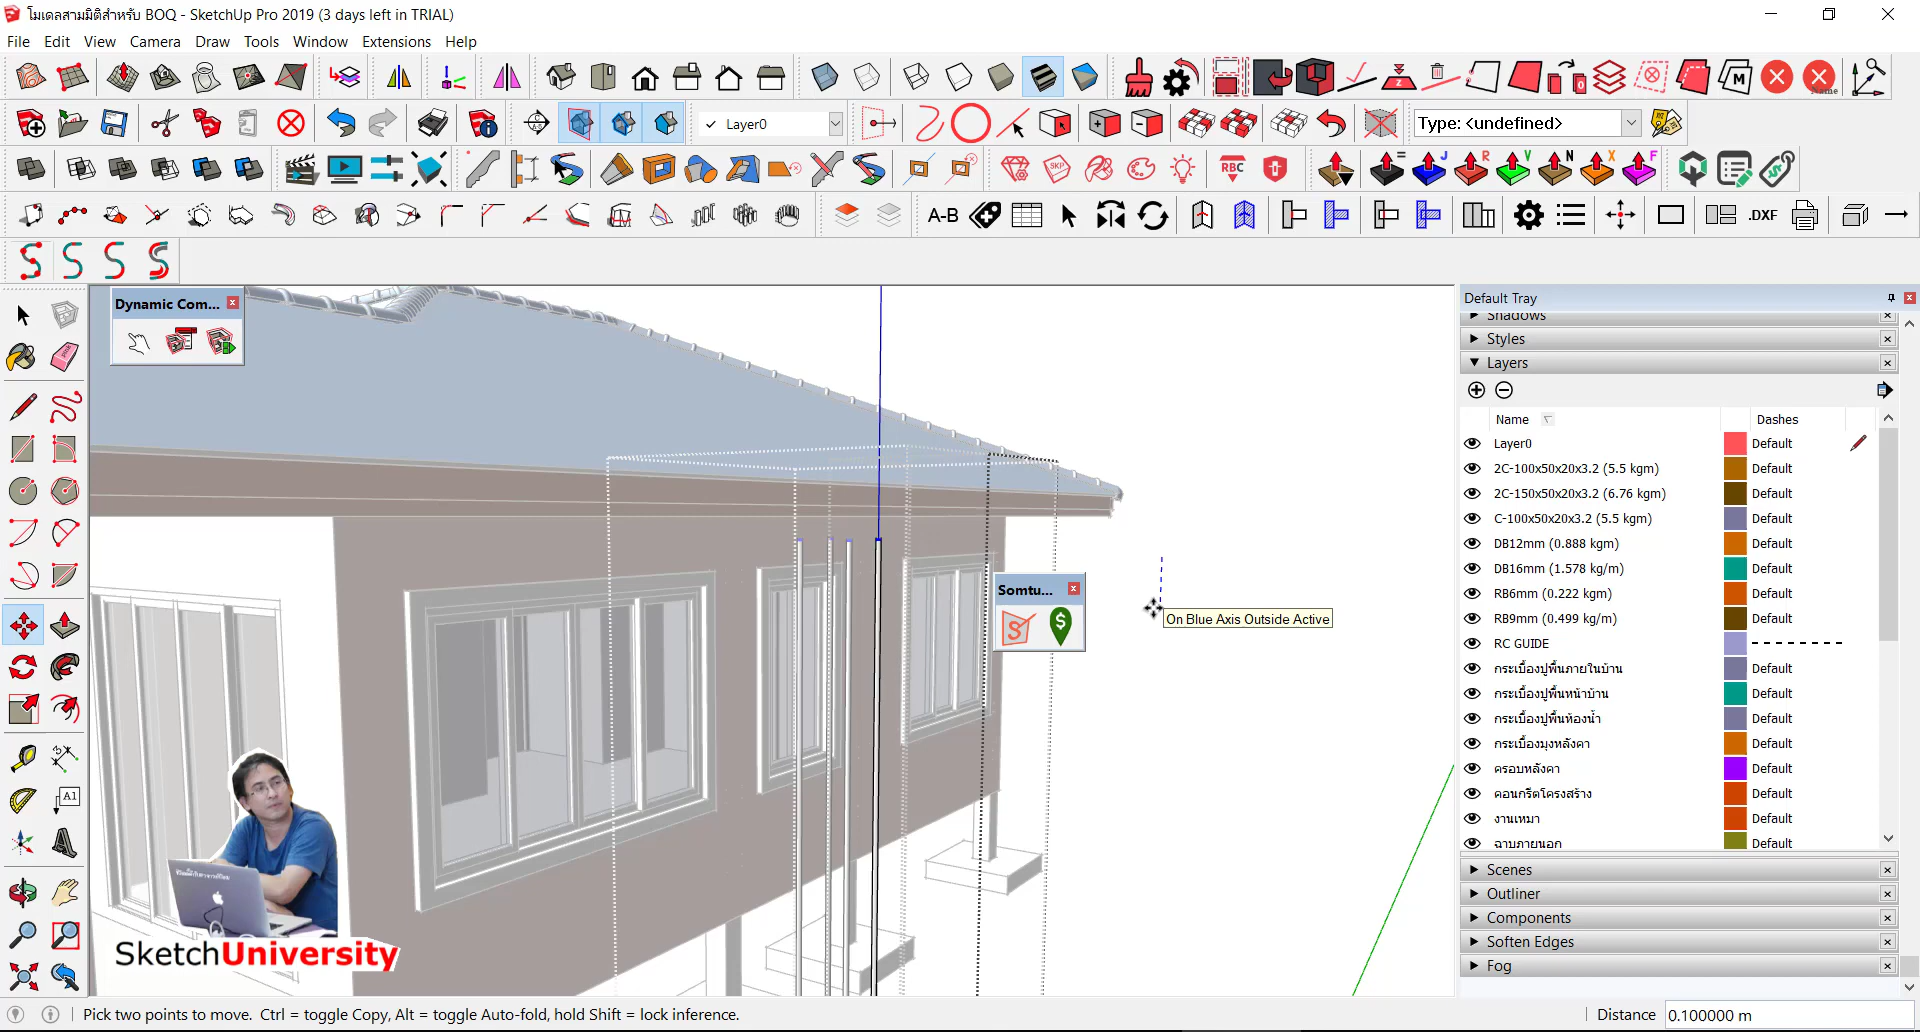 โมเดลสามมิติสำหรับ BOQ - SketchUp Pro 2019 (3 days left in TRIAL)
File Edit View Camera Draw Tools Window Extensions Help
Layer0
Type: <undefined>
A-B
.DXF
Dynamic Com...
Default Tray
Shadows
Styles
Layers
Name Dashes
Layer0 Default
2C-100x50x20x3.2 (5.5 kgm) Default
2C-150x50x20x3.2 (6.76 kgm) Default
C-100x50x20x3.2 (5.5 kgm) Default
DB12mm (0.888 kgm) Default
DB16mm (1.578 kg/m) Default
RB6mm (0.222 kgm) Default
RB9mm (0.499 kg/m) Default
RC GUIDE
กระเบื้องปูพื้นภายในบ้าน Default
กระเบื้องปูพื้นหน้าบ้าน Default
กระเบื้องปูพื้นห้องน้ำ Default
กระเบื้องมุงหลังคา Default
ครอบหลังคา Default
คอนกรีตโครงสร้าง Default
งานเหมา Default
ฉาบภายนอก Default
Scenes
Outliner
Components
Soften Edges
Fog
Somtu...
On Blue Axis Outside Active
SketchUniversity
Pick two points to move. Ctrl = toggle Copy, Alt = toggle Auto-fold, hold Shift = lock inference.
Distance 0.100000 m